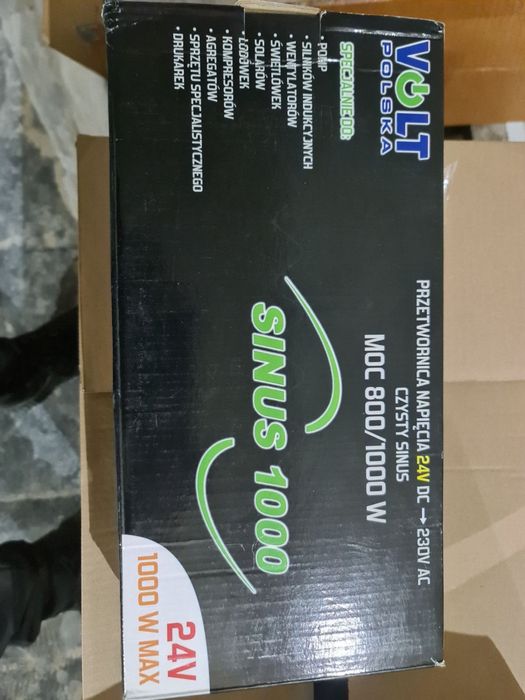 VOLT
POLSKA
PRZETWORNICA NAPIĘCIA 24V DC → 230V AC
CZYSTY SINUS
MOC 800/1000 W
SPECJALNIE DO:
• POMP
• SILNIKÓW INDUKCYJNYCH
• WENTYLATORÓW
• ŚWIETLÓWEK
• SOLARÓW
• LODÓWEK
• KOMPRESORÓW
• AGREGATÓW
• SPRZĘTU SPECJALISTYCZNEGO
• DRUKAREK
SINUS 1000
24V
1000 W MAX